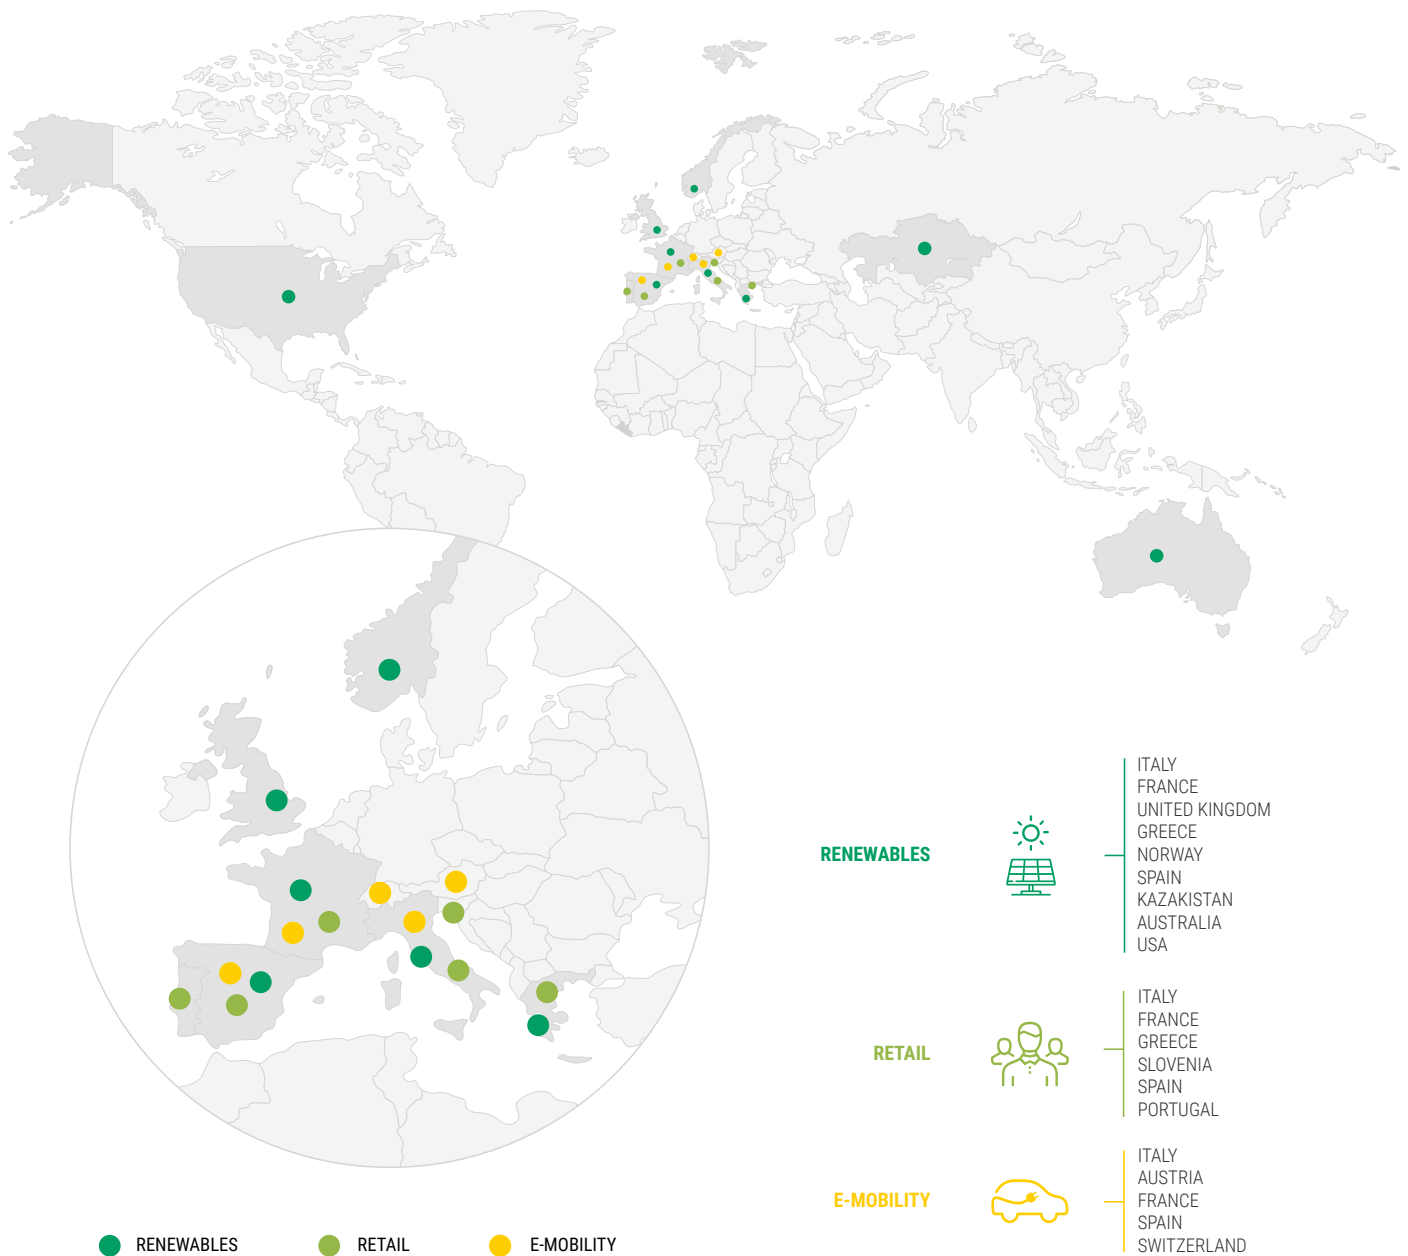 RENEWABLES
ITALY
FRANCE
UNITED KINGDOM
GREECE
NORWAY
SPAIN
KAZAKISTAN
AUSTRALIA
USA
RETAIL
ITALY
FRANCE
GREECE
SLOVENIA
SPAIN
PORTUGAL
E-MOBILITY
ITALY
AUSTRIA
FRANCE
SPAIN
SWITZERLAND
RENEWABLES
RETAIL
E-MOBILITY